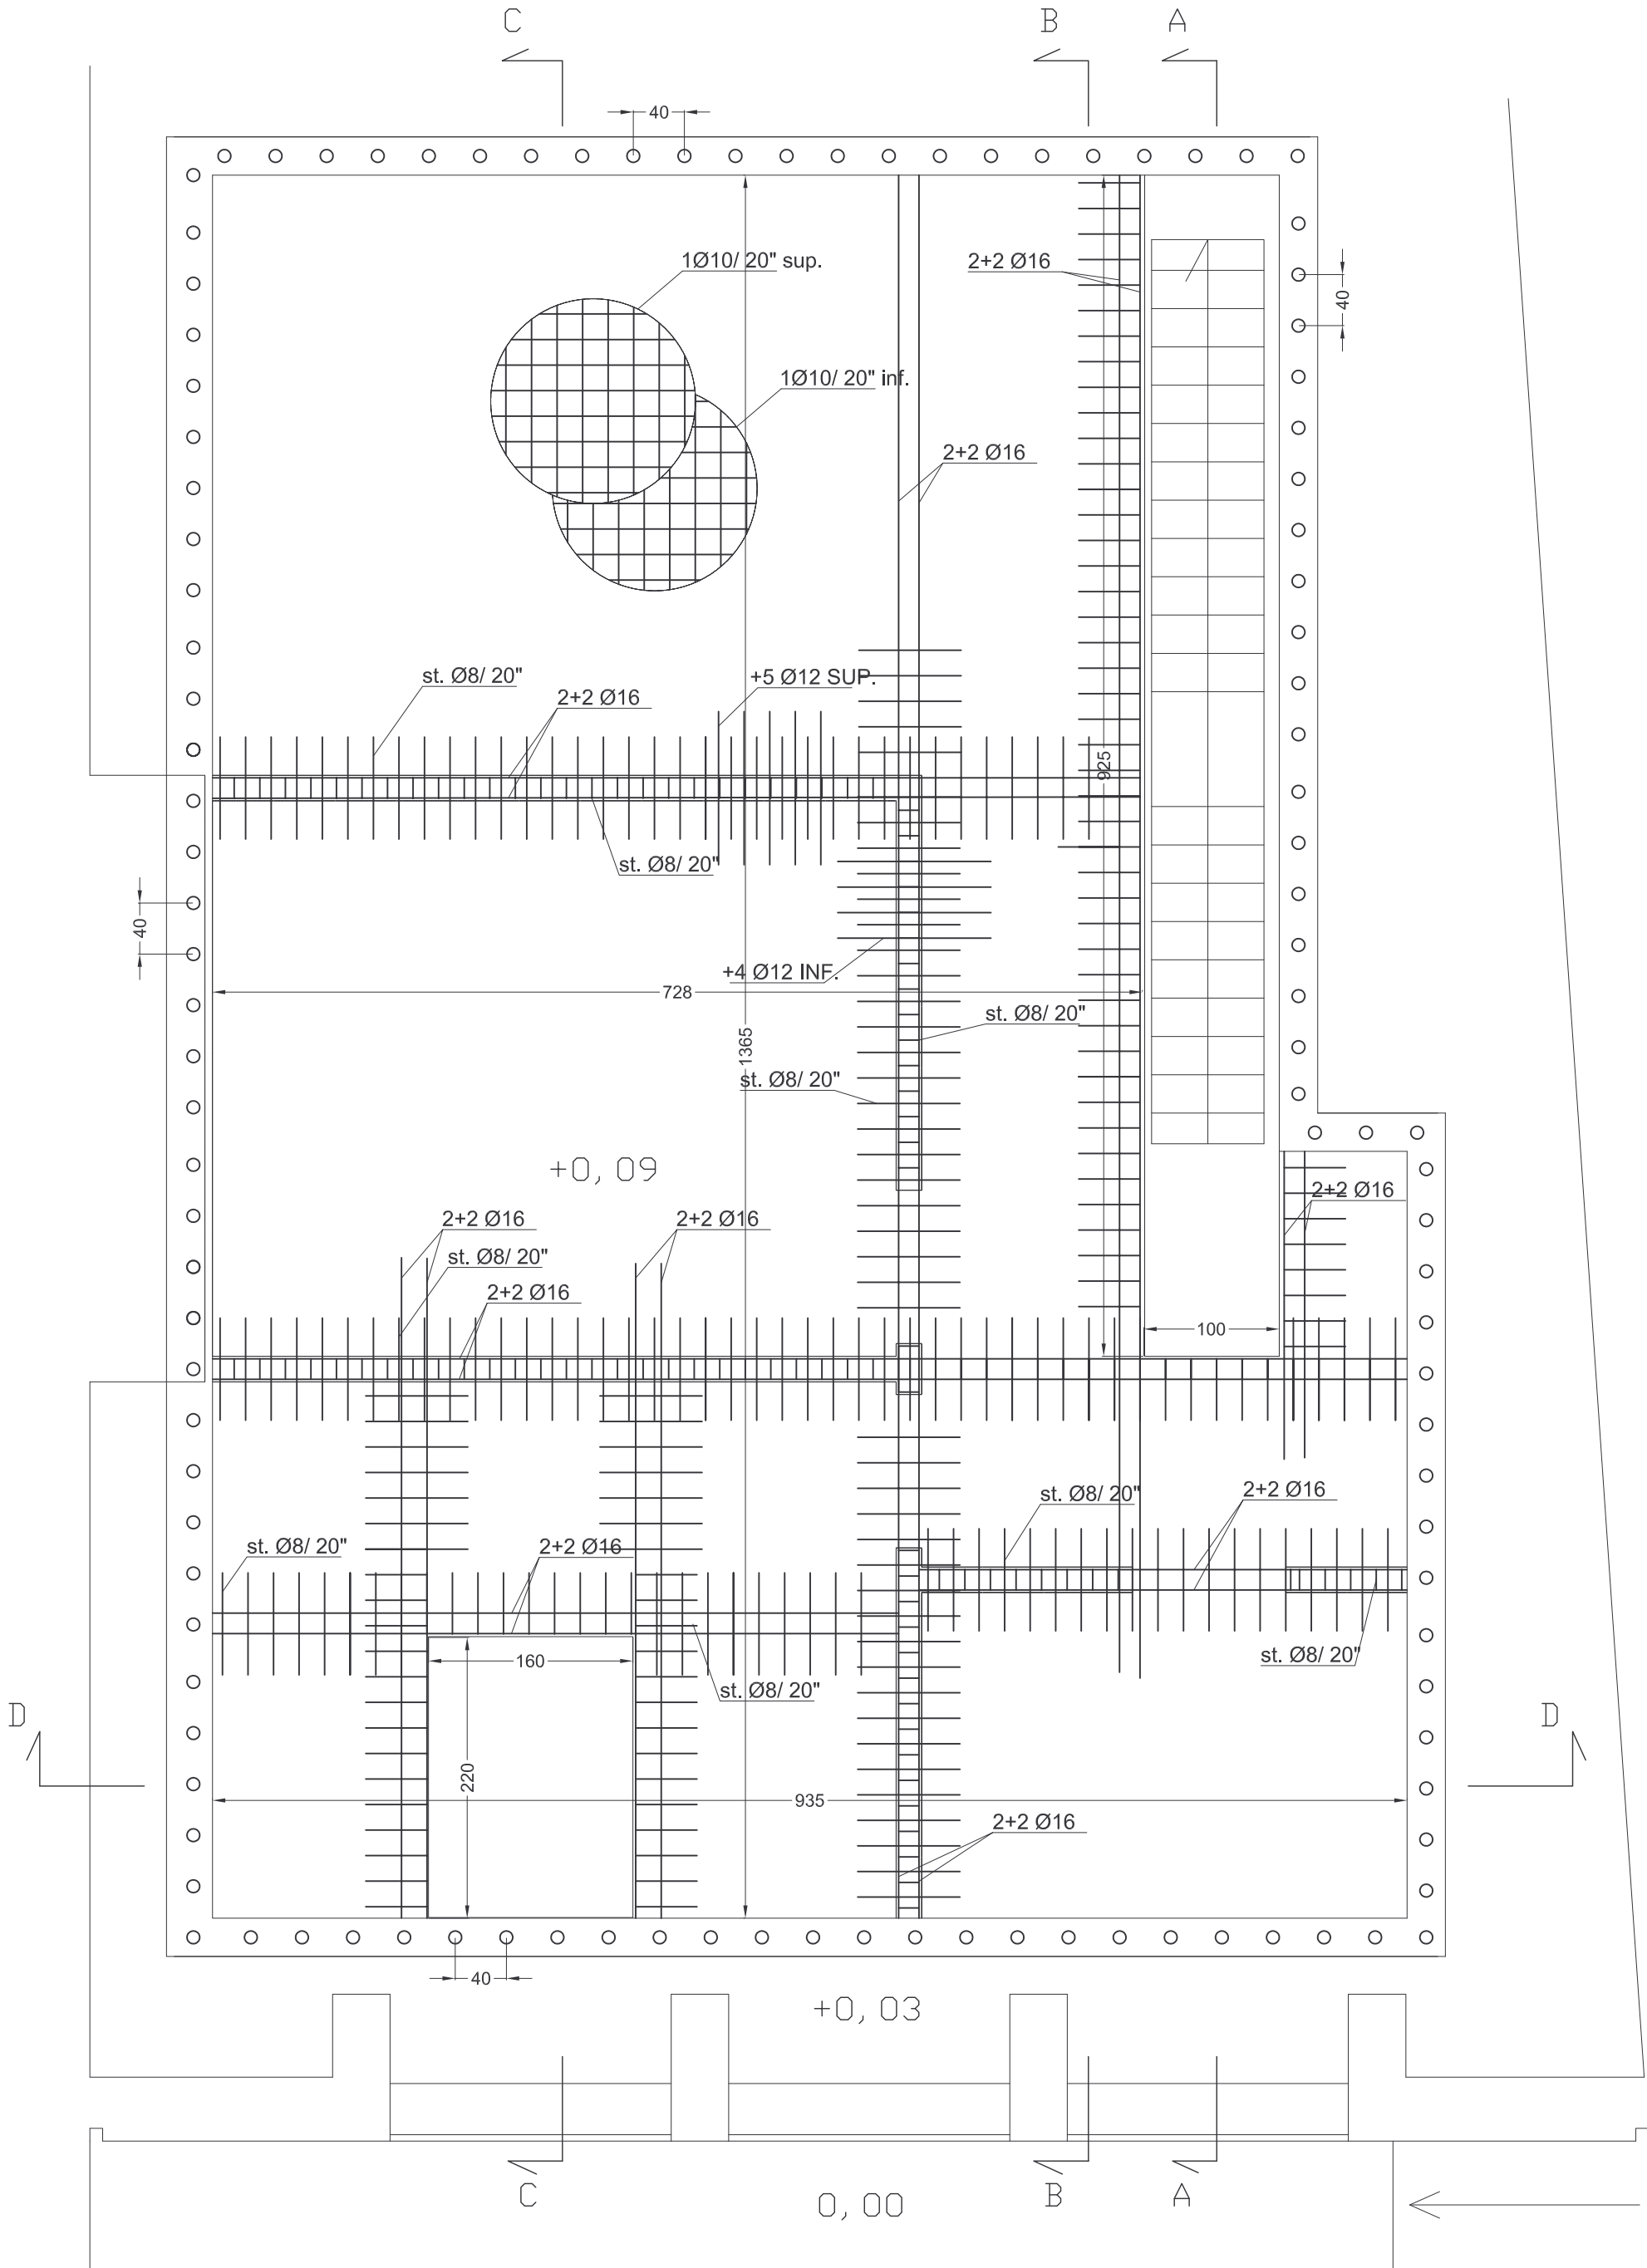 C
B
A
40
1Ø10/ 20" sup.
2+2 Ø16
40
1Ø10/ 20" inf.
2+2 Ø16
st. Ø8/ 20"
+5 Ø12 SUP.
2+2 Ø16
925
st. Ø8/ 20"
40
+4 Ø12 INF.
728
st. Ø8/ 20"
1365
st. Ø8/ 20"
+0,09
2+2 Ø16
2+2 Ø16
2+2 Ø16
st. Ø8/ 20"
2+2 Ø16
100
2+2 Ø16
st. Ø8/ 20"
st. Ø8/ 20"
2+2 Ø16
160
st. Ø8/ 20"
st. Ø8/ 20"
D
D
220
935
2+2 Ø16
40
+0,03
C
B
A
0,00